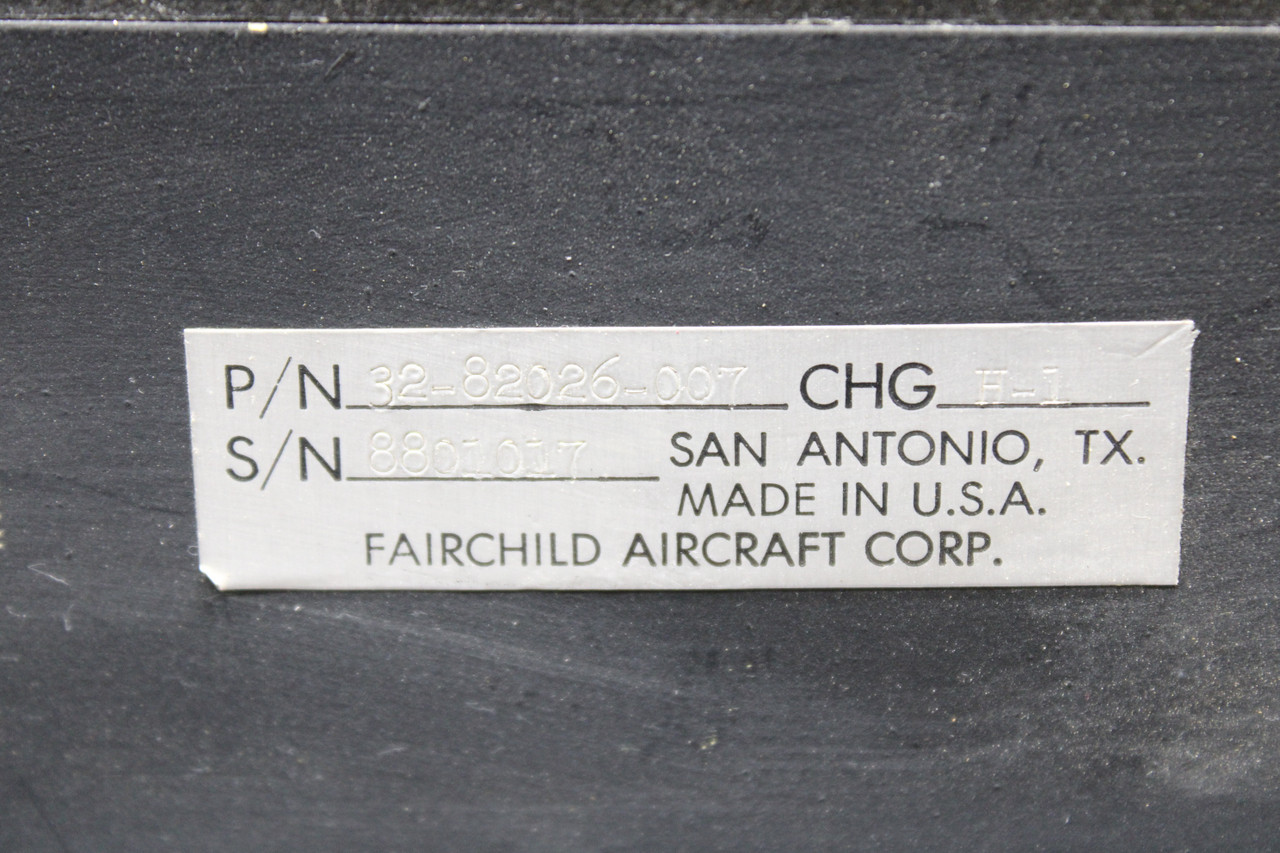 P/N 32-82026-007 CHG H-1
S/N 8801017 SAN ANTONIO, TX.
MADE IN U.S.A.
FAIRCHILD AIRCRAFT CORP.